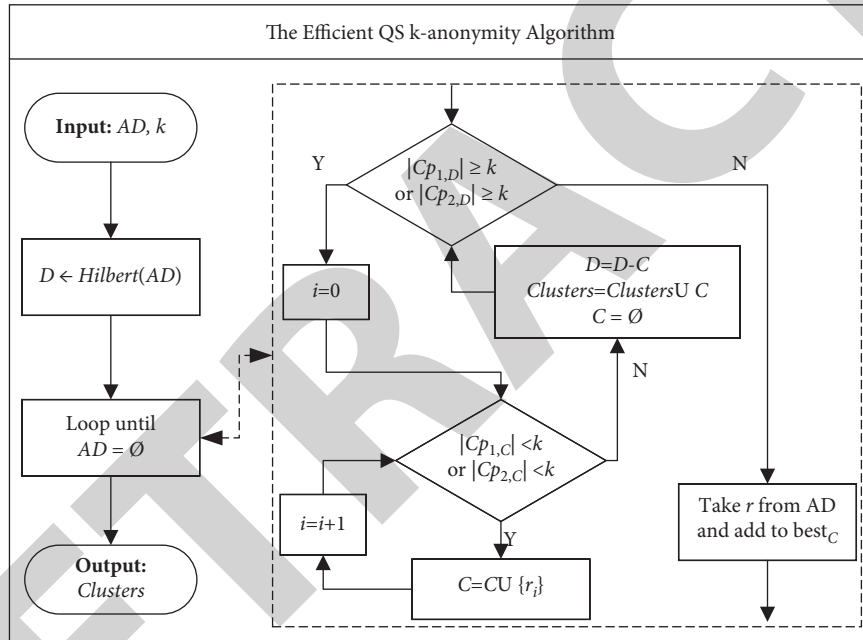 The Efficient QS k-anonymity Algorithm
Input: AD, k
D ← Hilbert(AD)
Loop until
AD = Ø
Output:
Clusters
Y
|Cp1,D| ≥ k
or |Cp2,D| ≥ k
N
i=0
D=D-C
Clusters=ClustersU C
C = Ø
N
|Cp1,C| <k
or |Cp2,C| <k
i=i+1
Y
C=CU {ri}
Take r from AD
and add to bestC